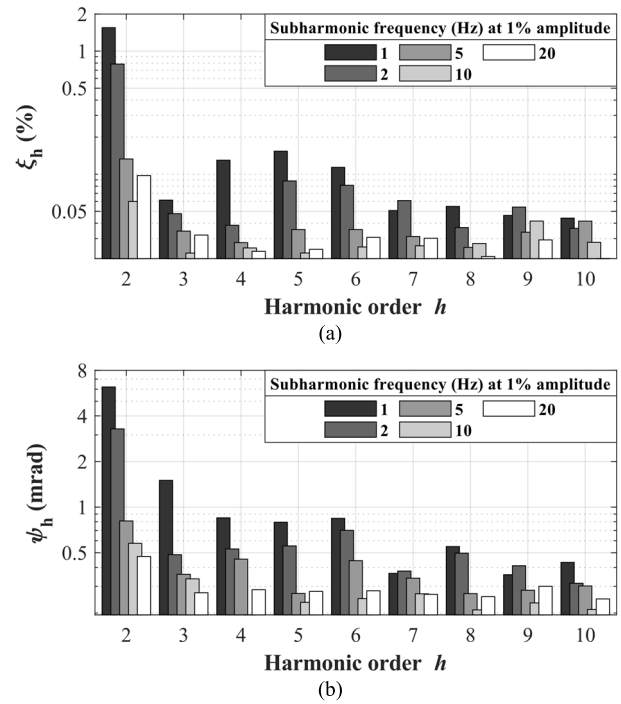 2
Subharmonic frequency (Hz) at 1% amplitude
1 5 20
1
2 10
0.5
ξh (%)
0.05
2 3 4 5 6 7 8 9 10
Harmonic order h
(a)
8
Subharmonic frequency (Hz) at 1% amplitude
1 5 20
4
2 10
2
ψh (mrad)
1
0.5
2 3 4 5 6 7 8 9 10
Harmonic order h
(b)